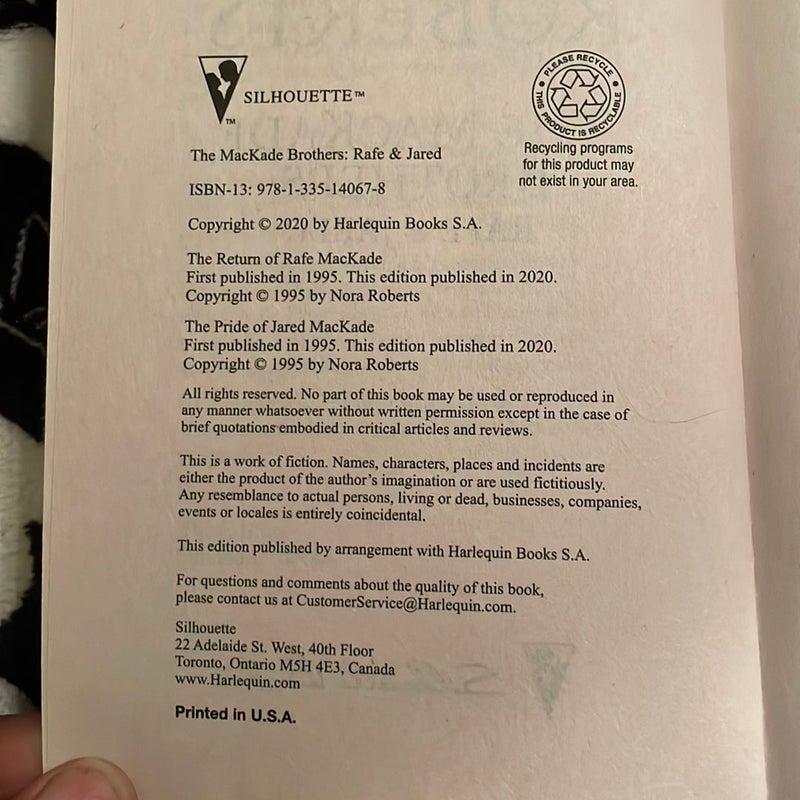 SILHOUETTE™
TM
PLEASE RECYCLE
THIS PRODUCT IS RECYCLABLE
Recycling programs
for this product may
not exist in your area.
The MacKade Brothers: Rafe & Jared
ISBN-13: 978-1-335-14067-8
Copyright © 2020 by Harlequin Books S.A.
The Return of Rafe MacKade
First published in 1995. This edition published in 2020.
Copyright © 1995 by Nora Roberts
The Pride of Jared MacKade
First published in 1995. This edition published in 2020.
Copyright © 1995 by Nora Roberts
All rights reserved. No part of this book may be used or reproduced in
any manner whatsoever without written permission except in the case of
brief quotations embodied in critical articles and reviews.
This is a work of fiction. Names, characters, places and incidents are
either the product of the author's imagination or are used fictitiously.
Any resemblance to actual persons, living or dead, businesses, companies,
events or locales is entirely coincidental.
This edition published by arrangement with Harlequin Books S.A.
For questions and comments about the quality of this book,
please contact us at CustomerService@Harlequin.com.
Silhouette
22 Adelaide St. West, 40th Floor
Toronto, Ontario M5H 4E3, Canada
www.Harlequin.com
Printed in U.S.A.